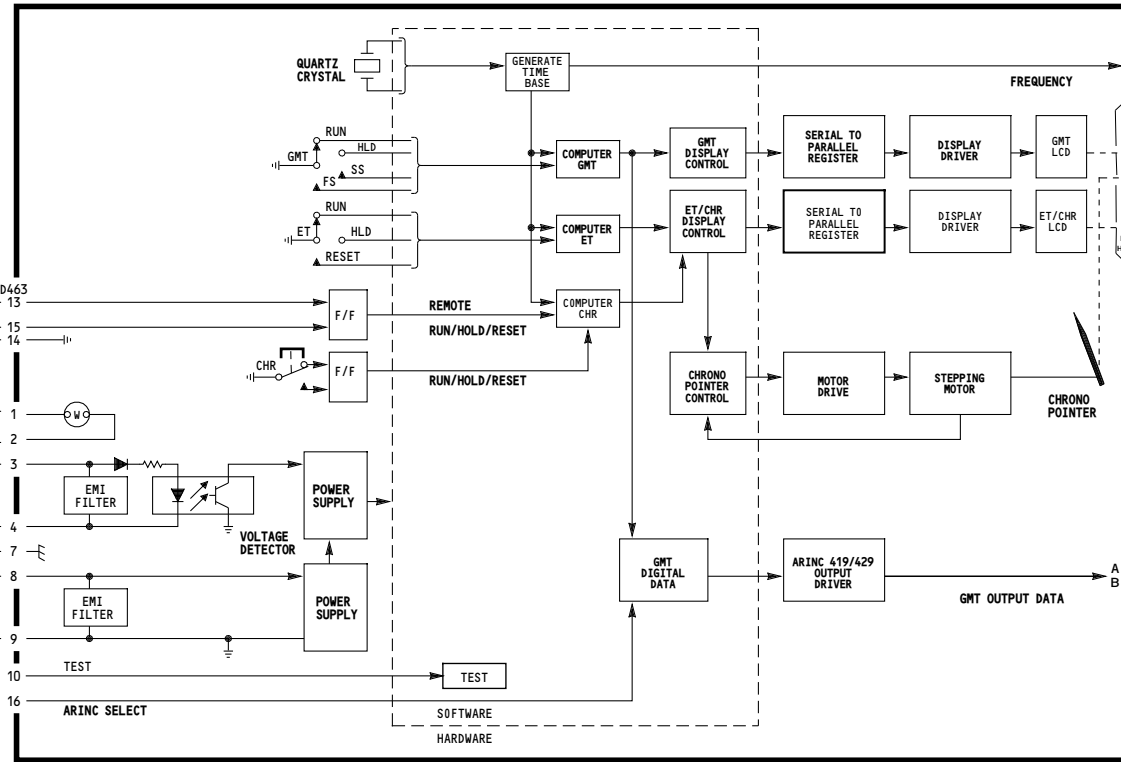 QUARTZ
CRYSTAL
GENERATE
TIME
BASE
FREQUENCY
RUN
HLD
GMT
SS
FS
COMPUTER
GMT
GMT
DISPLAY
CONTROL
SERIAL TO
PARALLEL
REGISTER
DISPLAY
DRIVER
GMT
LCD
RUN
ET
HLD
RESET
COMPUTER
ET
ET/CHR
DISPLAY
CONTROL
SERIAL TO
PARALLEL
REGISTER
DISPLAY
DRIVER
ET/CHR
LCD
H
D463
13
15
14
F/F
REMOTE
RUN/HOLD/RESET
COMPUTER
CHR
CHR
F/F
RUN/HOLD/RESET
CHRONO
POINTER
CONTROL
MOTOR
DRIVE
STEPPING
MOTOR
CHRONO
POINTER
1
W
2
3
EMI
FILTER
4
VOLTAGE
DETECTOR
POWER
SUPPLY
7
8
EMI
FILTER
9
POWER
SUPPLY
GMT
DIGITAL
DATA
ARINC 419/429
OUTPUT
DRIVER
A
B
GMT OUTPUT DATA
10
TEST
TEST
16
ARINC SELECT
SOFTWARE
HARDWARE